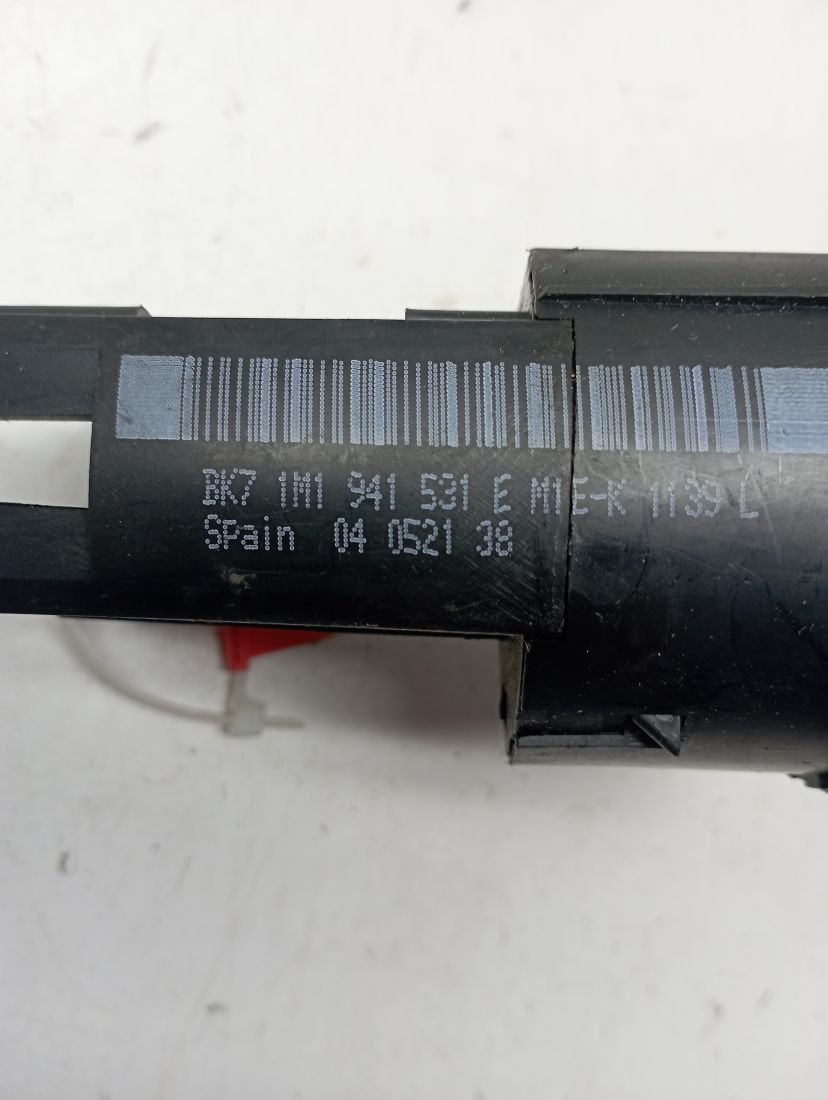 BK7 1M1 941 531 E M1E-K 1139 L
Spain 04 0521 38